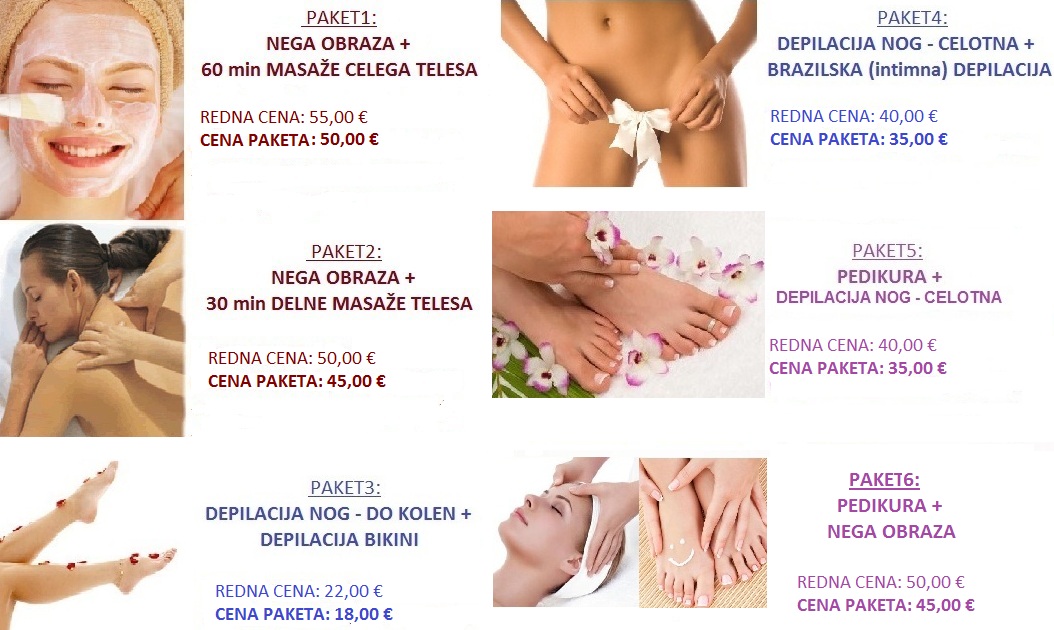 PAKET1:
NEGA OBRAZA +
60 min MASAŽE CELEGA TELESA
REDNA CENA: 55,00 €
CENA PAKETA: 50,00 €
PAKET2:
NEGA OBRAZA +
30 min DELNE MASAŽE TELESA
REDNA CENA: 50,00 €
CENA PAKETA: 45,00 €
PAKET3:
DEPILACIJA NOG - DO KOLEN +
DEPILACIJA BIKINI
REDNA CENA: 22,00 €
CENA PAKETA: 18,00 €
PAKET4:
DEPILACIJA NOG - CELOTNA +
BRAZILSKA (intimna) DEPILACIJA
REDNA CENA: 40,00 €
CENA PAKETA: 35,00 €
PAKET5:
PEDIKURA +
DEPILACIJA NOG - CELOTNA
REDNA CENA: 40,00 €
CENA PAKETA: 35,00 €
PAKET6:
PEDIKURA +
NEGA OBRAZA
REDNA CENA: 50,00 €
CENA PAKETA: 45,00 €